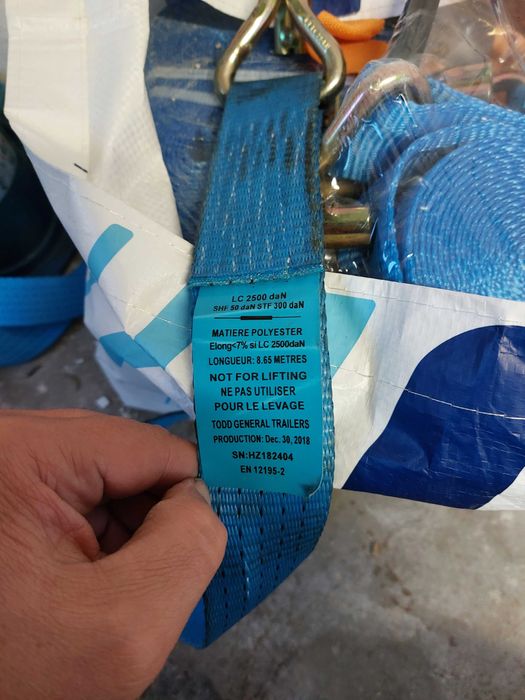 LC 2500 daN
SHF 50 daN STF 300 daN
MATIERE POLYESTER
Elong<7% si LC 2500daN
LONGUEUR: 8.65 METRES
NOT FOR LIFTING
NE PAS UTILISER
POUR LE LEVAGE
TODD GENERAL TRAILERS
PRODUCTION: Dec. 30, 2018
SN:HZ182404
EN 12195-2